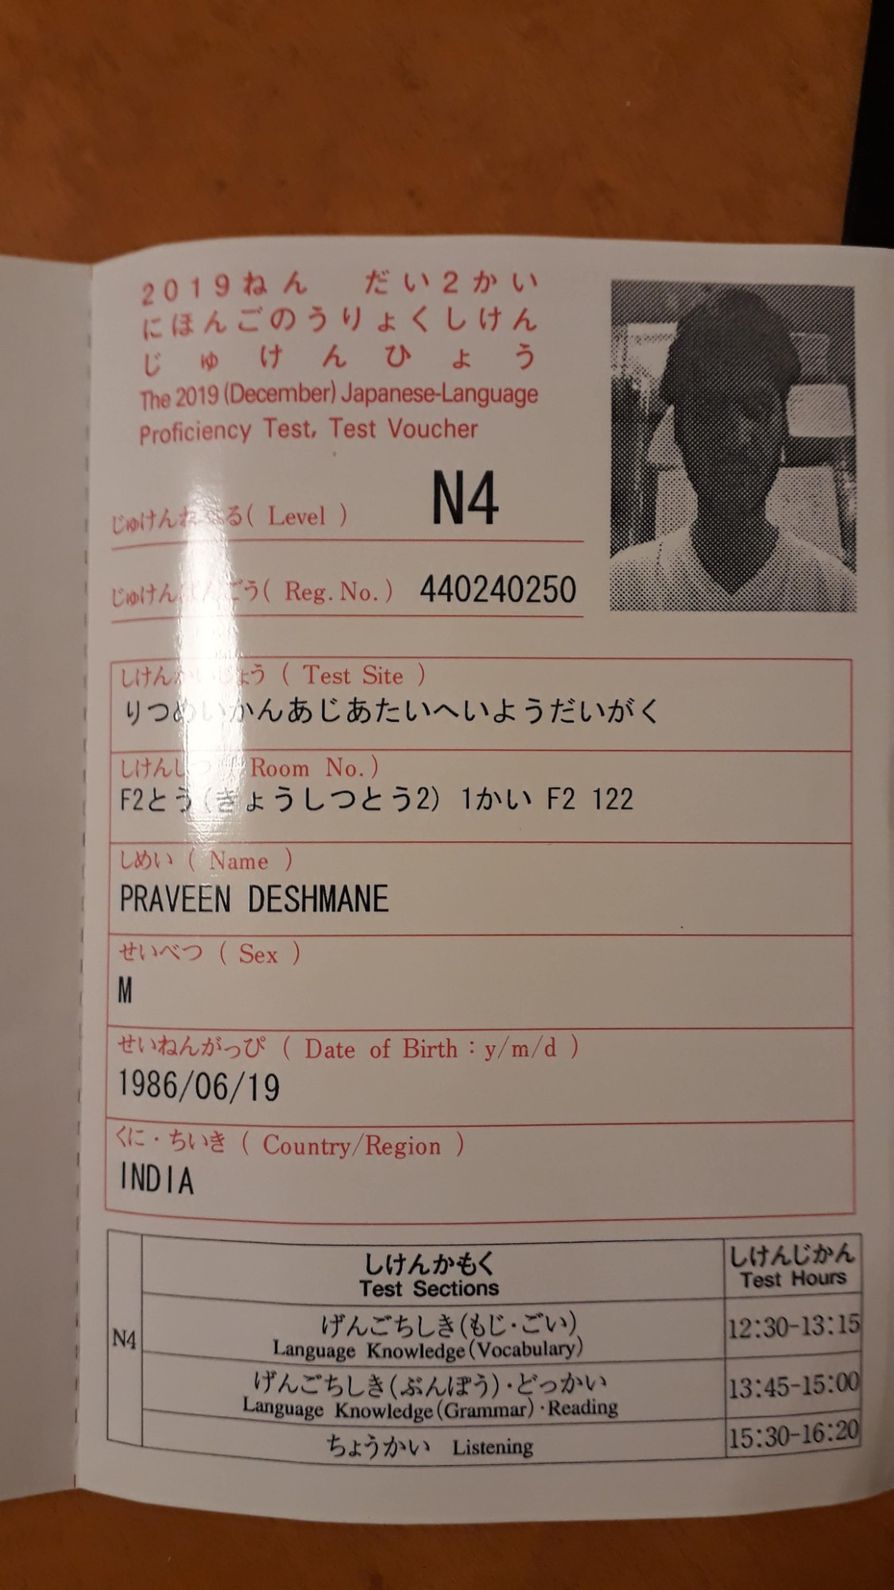 2019ねん だい2かい
にほんごのうりょくしけん
じゅけんひょう
The 2019 (December) Japanese-Language
Proficiency Test, Test Voucher
( Level ) N4
( Reg. No. ) 440240250
( Test Site )
りつめいかんあじあたいへいようだいがく
Room No. )
F2とう(きょうしつとう2) 1かい F2 122
しめい ( Name )
PRAVEEN DESHMANE
せいべつ ( Sex )
M
せいねんがっぴ ( Date of Birth : y/m/d )
1986/06/19
くに・ちいき ( Country/Region )
INDIA
しけんかもく しけんじかん
Test Sections Test Hours
N4
げんごちしき(もじ・ごい) 12:30-13:15
Language Knowledge(Vocabulary)
げんごちしき(ぶんぽう)・どっかい 13:45-15:00
Language Knowledge(Grammar)・Reading
ちょうかい Listening 15:30-16:20